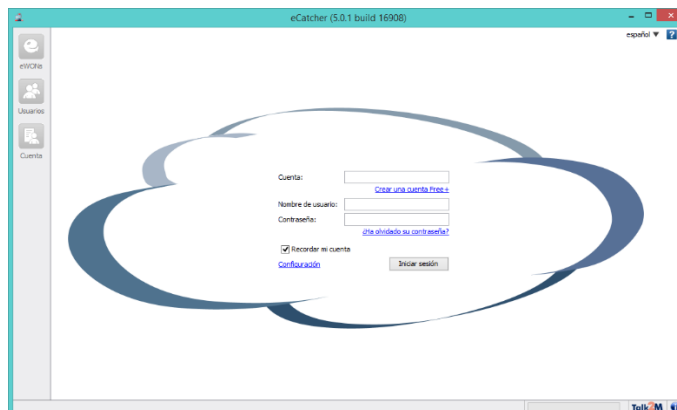 eCatcher (5.0.1 build 16908)
español ?
eWONs
Usuarios
Cuenta
Cuenta:
Crear una cuenta Free+
Nombre de usuario:
Contraseña:
¿Ha olvidado su contraseña?
Recordar mi cuenta
Configuración Iniciar sesión
Talk2M